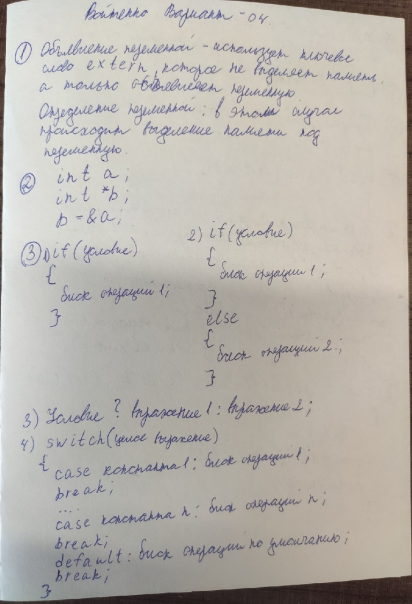 Войтенко Вариант - 04.
① Объявление переменной - использует ключевое
слово extern, которое не выделяет память,
а только объявляет переменную
Определение переменной: в этом случае
происходит выделение памяти под
переменную.
② int a;
int *p;
p = &a;
③ 1) if (условие)
{
блок операций 1;
}
2) if (условие)
{
блок операций 1;
}
else
{
блок операций 2;
}
3) Условие ? выражение 1 : выражение 2;
4) switch (целое выражение)
{ case константа 1: блок операций 1;
break;
....
case константа n: блок операций n;
break;
default: блок операций по умолчанию;
break;
}